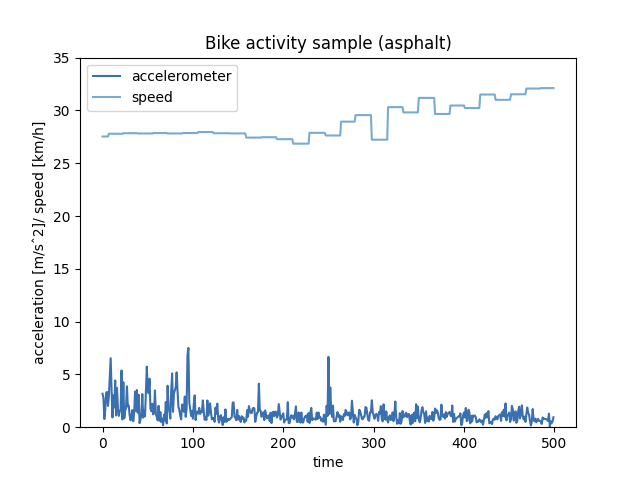 Bike activity sample (asphalt)
accelerometer
speed
35
30
25
20
15
10
5
0
acceleration [m/sˆ2]/ speed [km/h]
0 100 200 300 400 500
time